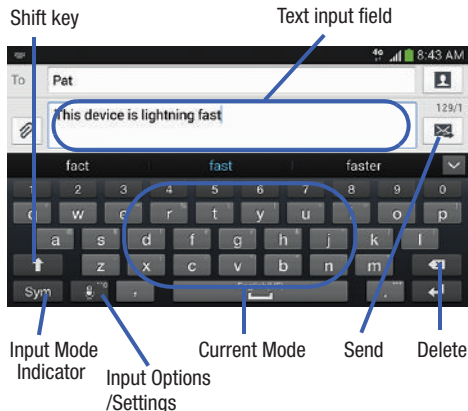 Shift key
Text input field
4G 8:43 AM
To Pat
This device is lightning fast
129/1
fact fast faster
1 2 3 4 5 6 7 8 9 0
q w e r t y u i o p
a s d f g h j k l
z x c v b n m
Sym , .
Input Mode Indicator
Current Mode
Send
Delete
Input Options /Settings